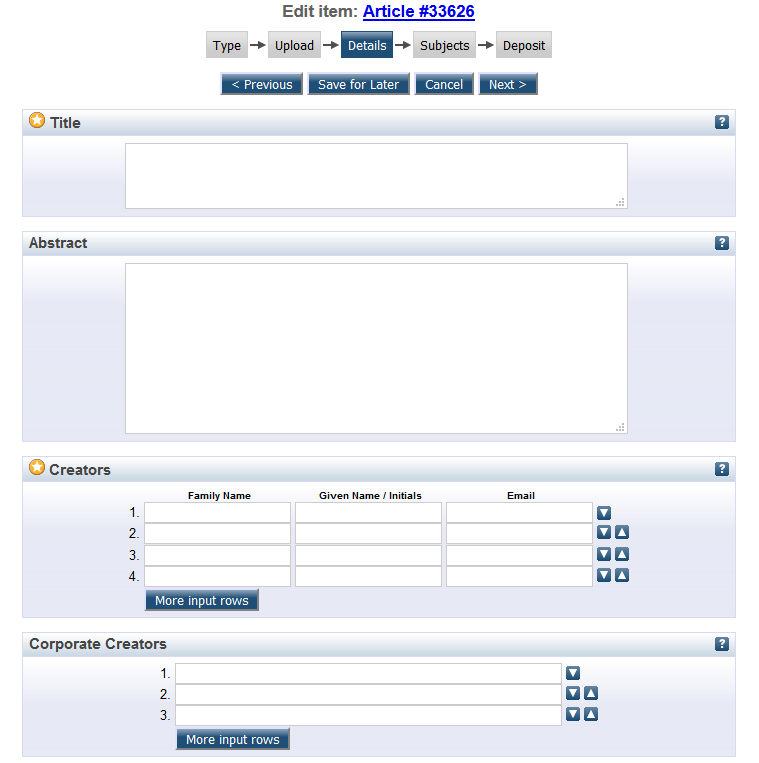 Edit item: Article #33626
Type Upload Details Subjects Deposit
< Previous Save for Later Cancel Next >
Title ?
Abstract ?
Creators ?
Family Name Given Name / Initials Email
1.
2.
3.
4.
More input rows
Corporate Creators ?
1.
2.
3.
More input rows